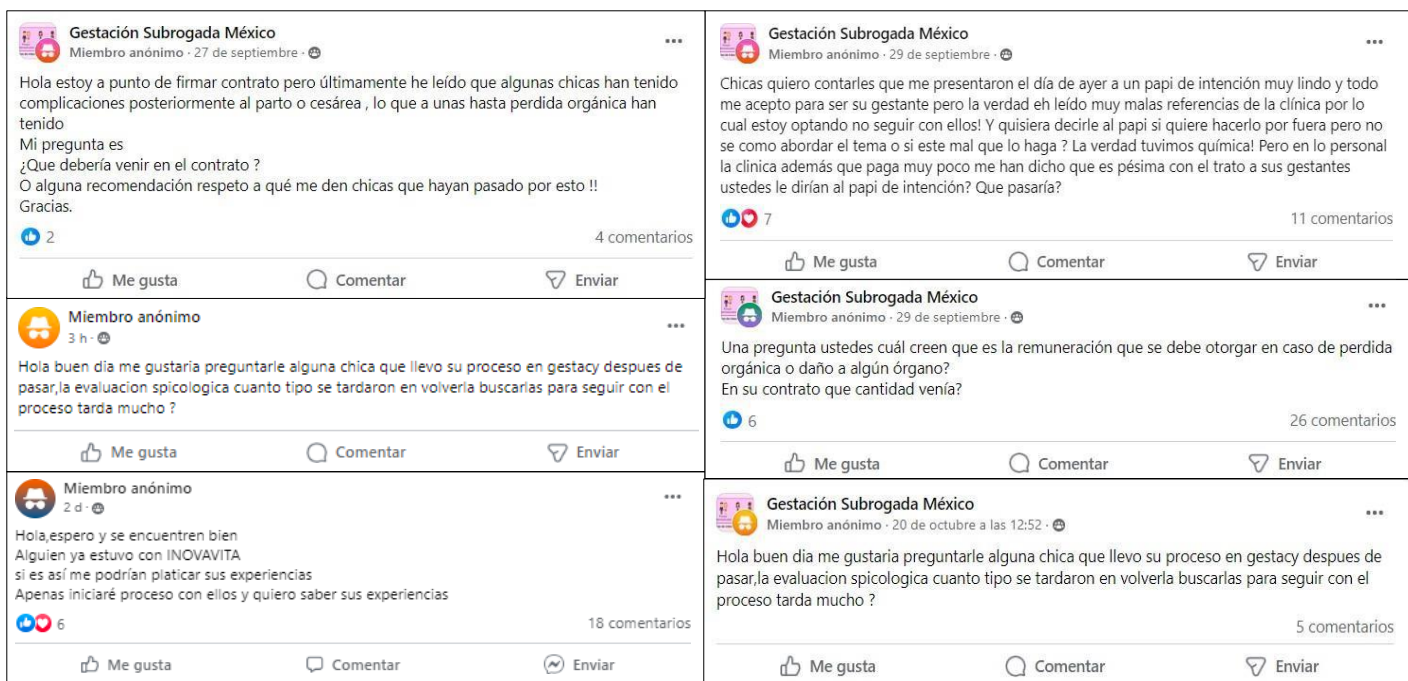 Gestación Subrogada México
Miembro anónimo · 27 de septiembre ·
Hola estoy a punto de firmar contrato pero últimamente he leído que algunas chicas han tenido
complicaciones posteriormente al parto o cesárea , lo que a unas hasta perdida orgánica han
tenido
Mi pregunta es
¿Que debería venir en el contrato ?
O alguna recomendación respeto a qué me den chicas que hayan pasado por esto !!
Gracias.
2
4 comentarios
Me gusta
Comentar
Enviar
Miembro anónimo
3 h ·
Hola buen dia me gustaria preguntarle alguna chica que llevo su proceso en gestacy despues de
pasar,la evaluacion spicologica cuanto tipo se tardaron en volverla buscarlas para seguir con el
proceso tarda mucho ?
Me gusta
Comentar
Enviar
Miembro anónimo
2 d ·
Hola,espero y se encuentren bien
Alguien ya estuvo con INOVAVITA
si es así me podrían platicar sus experiencias
Apenas iniciaré proceso con ellos y quiero saber sus experiencias
6
18 comentarios
Me gusta
Comentar
Enviar
Gestación Subrogada México
Miembro anónimo · 29 de septiembre ·
Chicas quiero contarles que me presentaron el día de ayer a un papi de intención muy lindo y todo
me acepto para ser su gestante pero la verdad eh leído muy malas referencias de la clínica por lo
cual estoy optando no seguir con ellos! Y quisiera decirle al papi si quiere hacerlo por fuera pero no
se como abordar el tema o si este mal que lo haga ? La verdad tuvimos química! Pero en lo personal
la clinica además que paga muy poco me han dicho que es pésima con el trato a sus gestantes
ustedes le dirían al papi de intención? Que pasaría?
7
11 comentarios
Me gusta
Comentar
Enviar
Gestación Subrogada México
Miembro anónimo · 29 de septiembre ·
Una pregunta ustedes cuál creen que es la remuneración que se debe otorgar en caso de perdida
orgánica o daño a algún órgano?
En su contrato que cantidad venía?
6
26 comentarios
Me gusta
Comentar
Enviar
Gestación Subrogada México
Miembro anónimo · 20 de octubre a las 12:52 ·
Hola buen dia me gustaria preguntarle alguna chica que llevo su proceso en gestacy despues de
pasar,la evaluacion spicologica cuanto tipo se tardaron en volverla buscarlas para seguir con el
proceso tarda mucho ?
5 comentarios
Me gusta
Comentar
Enviar